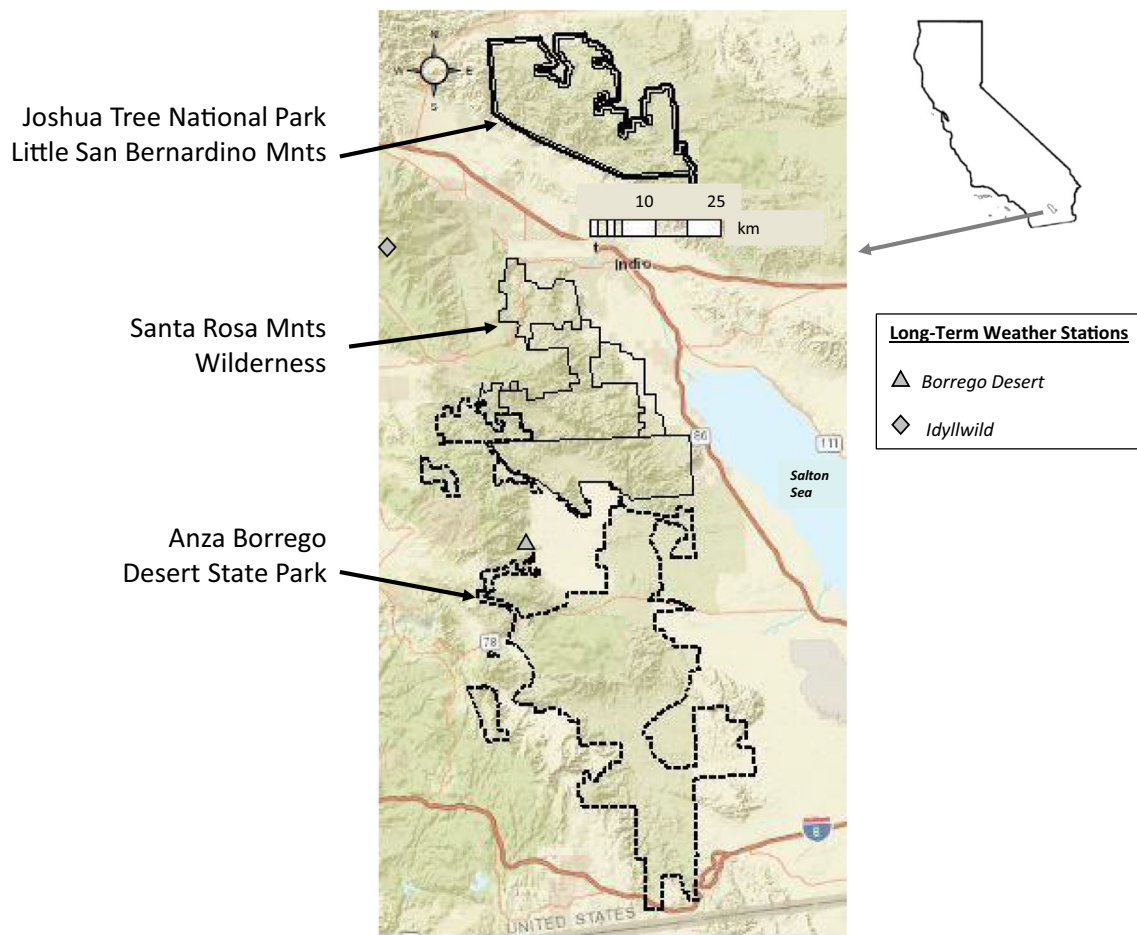 N
W E
S
Joshua Tree National Park
Little San Bernardino Mnts
10 25
km
t
Indio
Santa Rosa Mnts
Wilderness
Long-Term Weather Stations
Borrego Desert
Idyllwild
86
111
Salton
Sea
Anza Borrego
Desert State Park
78
8
UNITED STATES